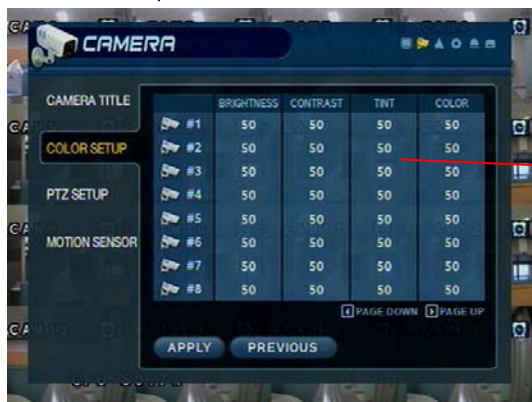 CAMERA
CAMERA TITLE
COLOR SETUP
PTZ SETUP
MOTION SENSOR
BRIGHTNESS CONTRAST TINT COLOR
#1 50 50 50 50
#2 50 50 50 50
#3 50 50 50 50
#4 50 50 50 50
#5 50 50 50 50
#6 50 50 50 50
#7 50 50 50 50
#8 50 50 50 50
PAGE DOWN PAGE UP
APPLY PREVIOUS